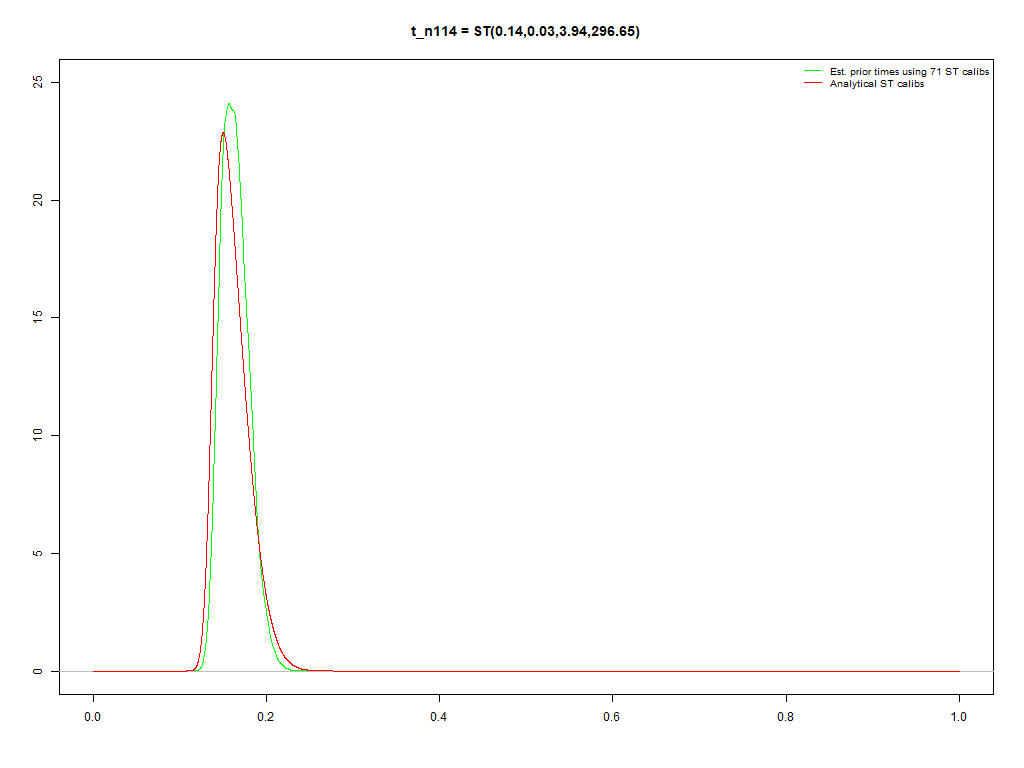 t_n114 = ST(0.14,0.03,3.94,296.65)
Est. prior times using 71 ST calibs
Analytical ST calibs
25
20
15
10
5
0
0.0 0.2 0.4 0.6 0.8 1.0